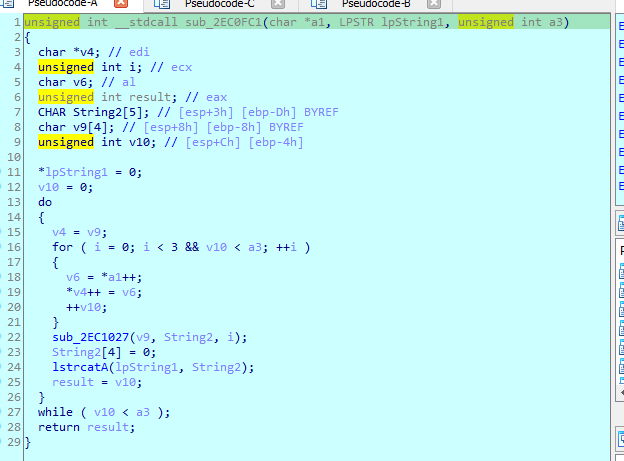 Pseudocode-A Pseudocode-C Pseudocode-B
1 unsigned int __stdcall sub_2EC0FC1(char *a1, LPSTR lpString1, unsigned int a3)
2 {
3 char *v4; // edi
4 unsigned int i; // ecx
5 char v6; // al
6 unsigned int result; // eax
7 CHAR String2[5]; // [esp+3h] [ebp-Dh] BYREF
8 char v9[4]; // [esp+8h] [ebp-8h] BYREF
9 unsigned int v10; // [esp+Ch] [ebp-4h]
10
11 *lpString1 = 0;
12 v10 = 0;
13 do
14 {
15 v4 = v9;
16 for ( i = 0; i < 3 && v10 < a3; ++i )
17 {
18 v6 = *a1++;
19 *v4++ = v6;
20 ++v10;
21 }
22 sub_2EC1027(v9, String2, i);
23 String2[4] = 0;
24 lstrcatA(lpString1, String2);
25 result = v10;
26 }
27 while ( v10 < a3 );
28 return result;
29 }